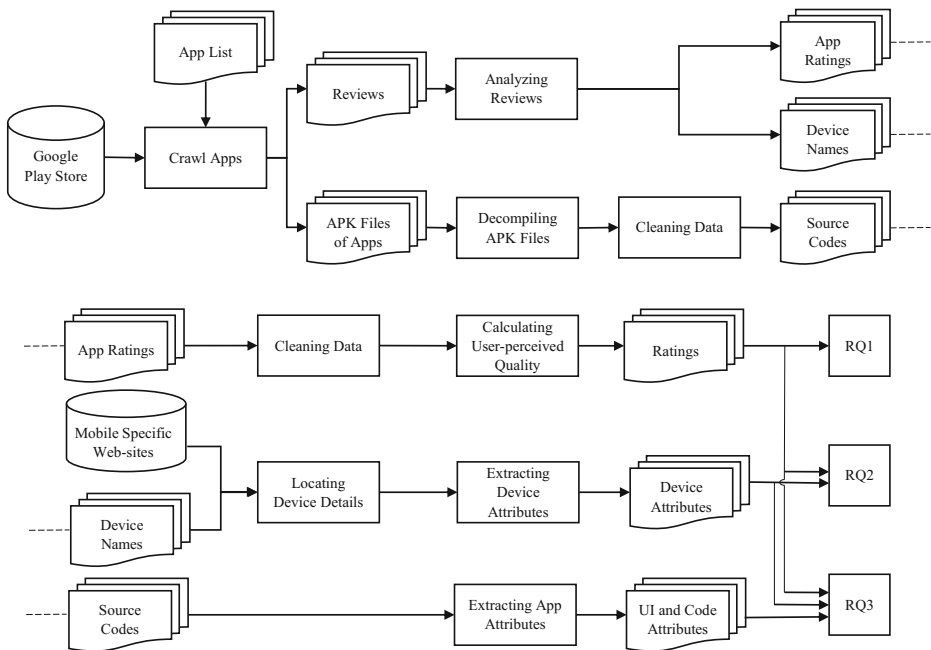 App List
Reviews
Analyzing
Reviews
App
Ratings
Google
Play Store
Crawl Apps
Device
Names
APK Files
of Apps
Decompiling
APK Files
Cleaning Data
Source
Codes
App Ratings
Cleaning Data
Calculating
User-perceived
Quality
Ratings
RQ1
Mobile Specific
Web-sites
Locating
Device Details
Extracting
Device
Attributes
Device
Attributes
RQ2
Device
Names
Source
Codes
Extracting App
Attributes
UI and Code
Attributes
RQ3